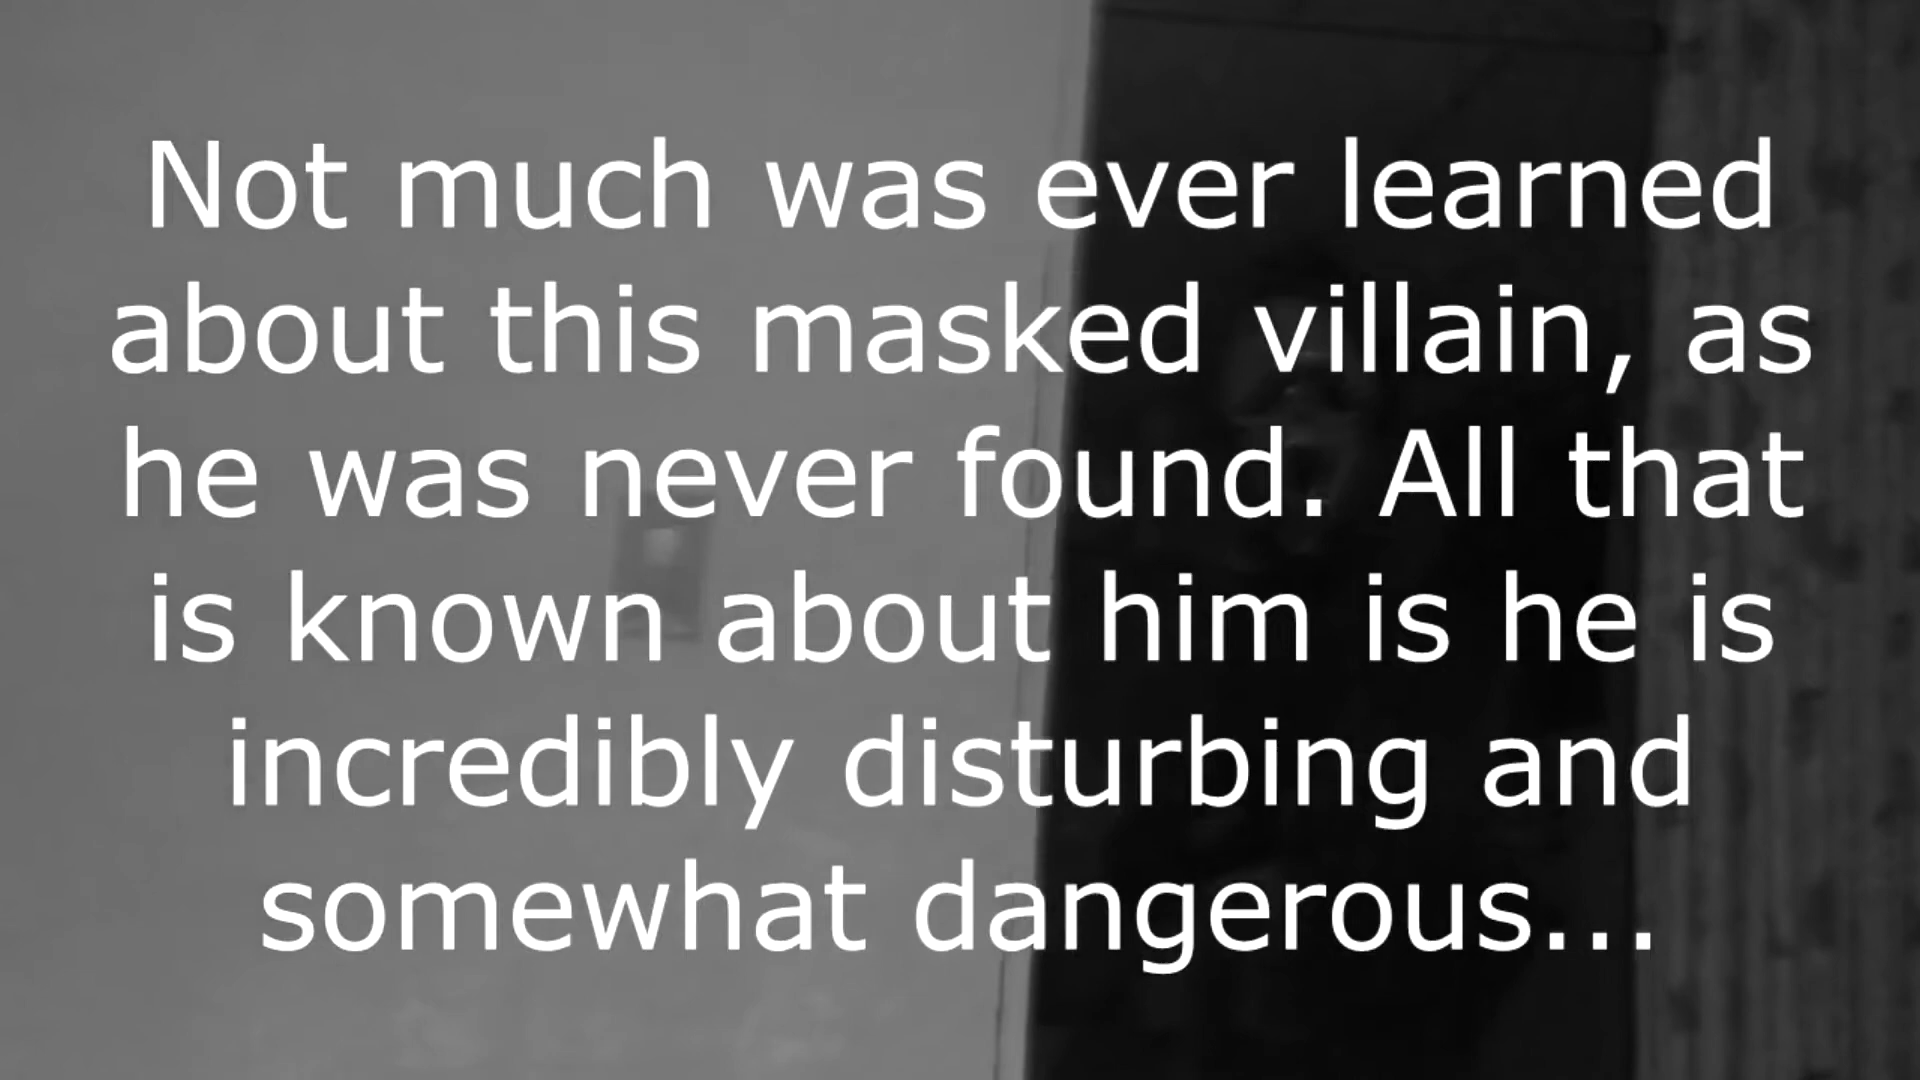 Not much was ever learned
about this masked villain, as
he was never found. All that
is known about him is he is
incredibly disturbing and
somewhat dangerous...